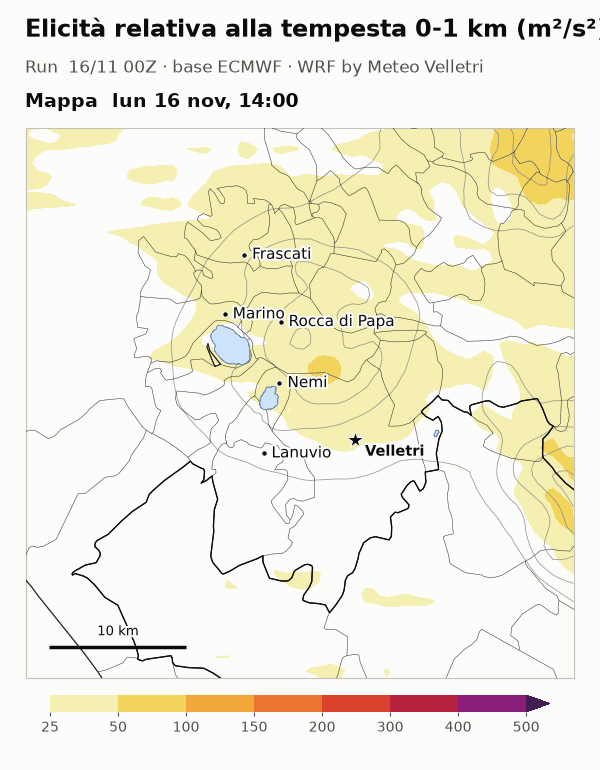 Elicità relativa alla tempesta 0-1 km (m²/s²)
Run  16/11 00Z · base ECMWF · WRF by Meteo Velletri
Mappa  lun 16 nov, 14:00
Frascati
Marino
Rocca di Papa
Nemi
Velletri
Lanuvio
10 km
25 50 100 150 200 300 400 500